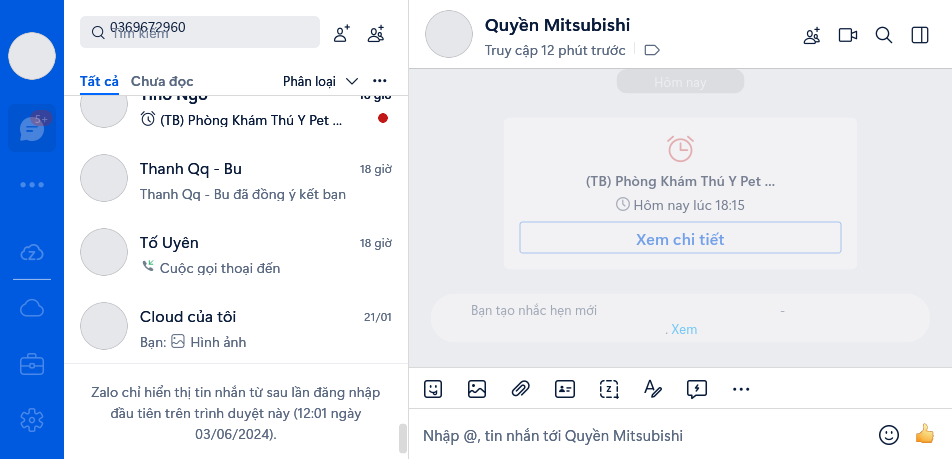 0369672960
Tìm kiếm
Tất cả
Chưa đọc
Phân loại
5+
Thỏ Ngọ
18 giờ
(TB) Phòng Khám Thú Y Pet ...
Thanh Qq - Bu
18 giờ
Thanh Qq - Bu đã đồng ý kết bạn
Tố Uyên
18 giờ
Cuộc gọi thoại đến
Cloud của tôi
21/01
Bạn: Hình ảnh
Zalo chỉ hiển thị tin nhắn từ sau lần đăng nhập
đầu tiên trên trình duyệt này (12:01 ngày
03/06/2024).
Quyền Mitsubishi
Truy cập 12 phút trước
Hôm nay
(TB) Phòng Khám Thú Y Pet ...
Hôm nay lúc 18:15
Xem chi tiết
Bạn tạo nhắc hẹn mới -
. Xem
Nhập @, tin nhắn tới Quyền Mitsubishi